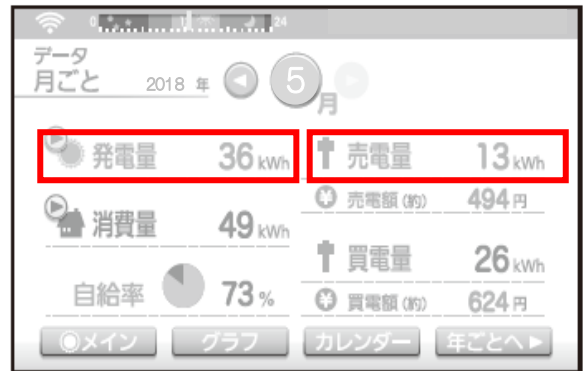 0 24
データ
月ごと 2018 年 5 月
発電量 36 kWh
売電量 13 kWh
売電額(約) 494 円
消費量 49 kWh
買電量 26 kWh
自給率 73 %
買電額(約) 624 円
メイン グラフ カレンダー 年ごとへ